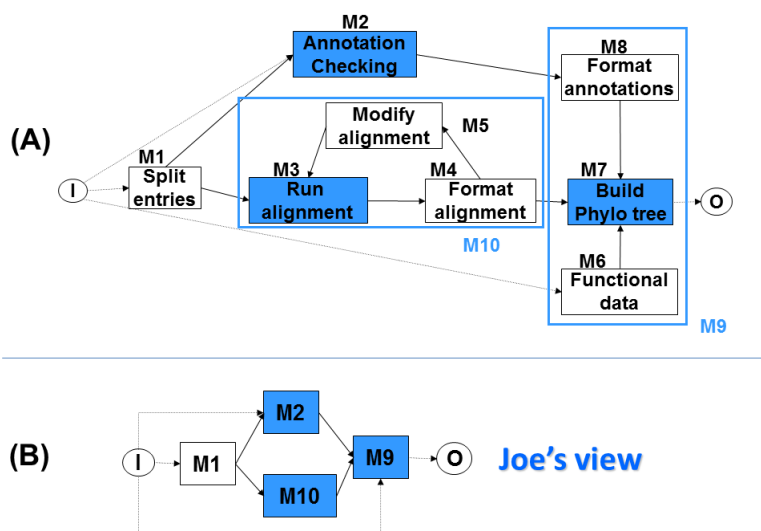 M2
Annotation
Checking
M8
Format
annotations
(A)
Modify
alignment
M5
M1
Split
entries
I
M3
Run
alignment
M4
Format
alignment
M7
Build
Phylo tree
O
M10
M6
Functional
data
M9
(B)
I
M1
M2
M10
M9
O
Joe's view